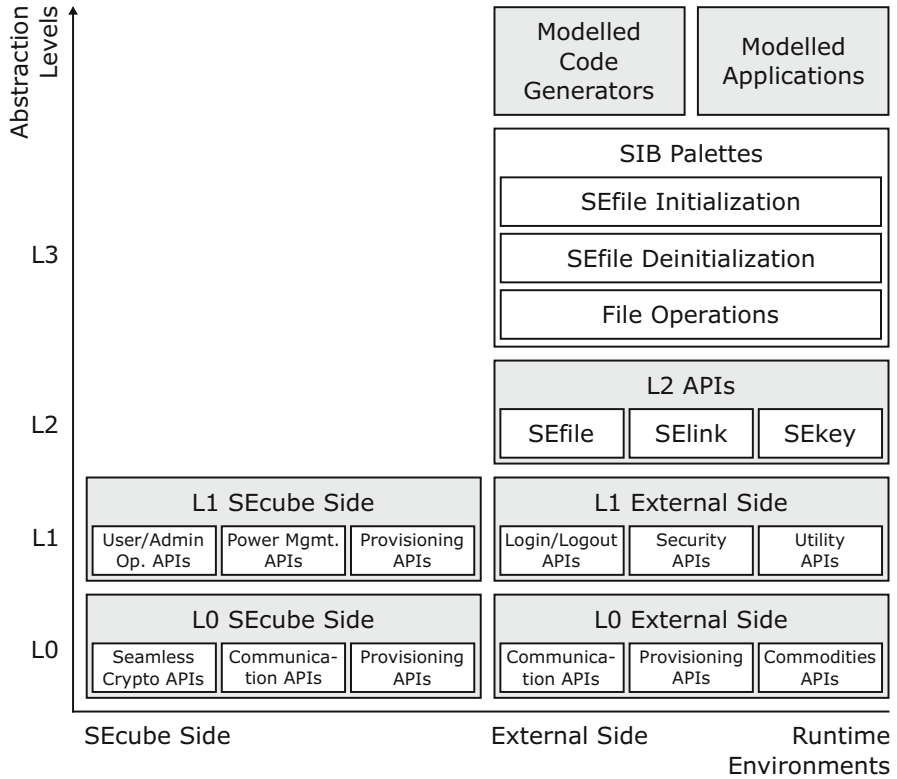 Abstraction
Levels
Modelled
Code
Generators
Modelled
Applications
SIB Palettes
SEfile Initialization
SEfile Deinitialization
File Operations
L3
L2 APIs
SEfile
SElink
SEkey
L2
L1 SEcube Side
User/Admin
Op. APIs
Power Mgmt.
APIs
Provisioning
APIs
L1 External Side
Login/Logout
APIs
Security
APIs
Utility
APIs
L1
L0 SEcube Side
Seamless
Crypto APIs
Communica-
tion APIs
Provisioning
APIs
L0 External Side
Communica-
tion APIs
Provisioning
APIs
Commodities
APIs
L0
SEcube Side
External Side
Runtime
Environments